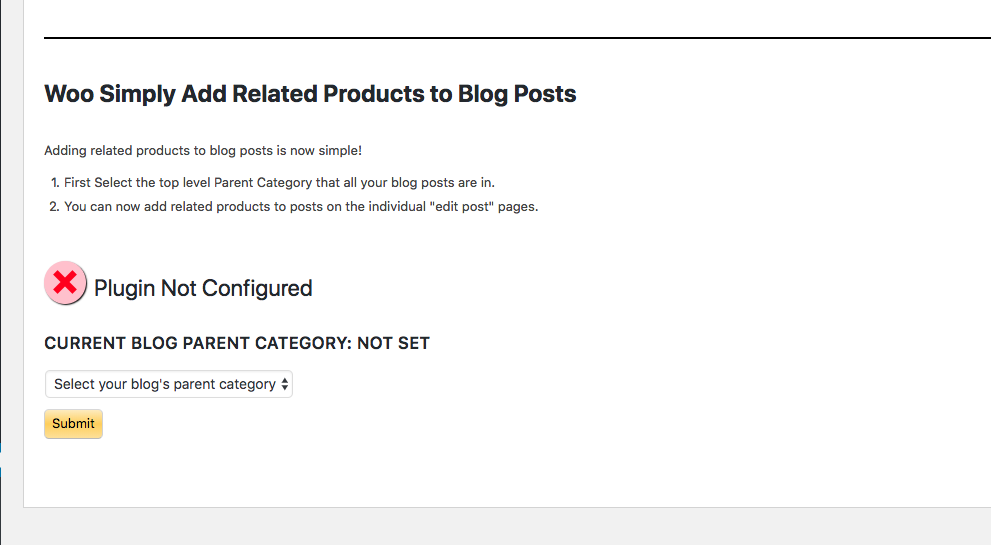 Woo Simply Add Related Products to Blog Posts
Adding related products to blog posts is now simple!
1. First Select the top level Parent Category that all your blog posts are in.
2. You can now add related products to posts on the individual "edit post" pages.
Plugin Not Configured
CURRENT BLOG PARENT CATEGORY: NOT SET
Select your blog's parent category
Submit